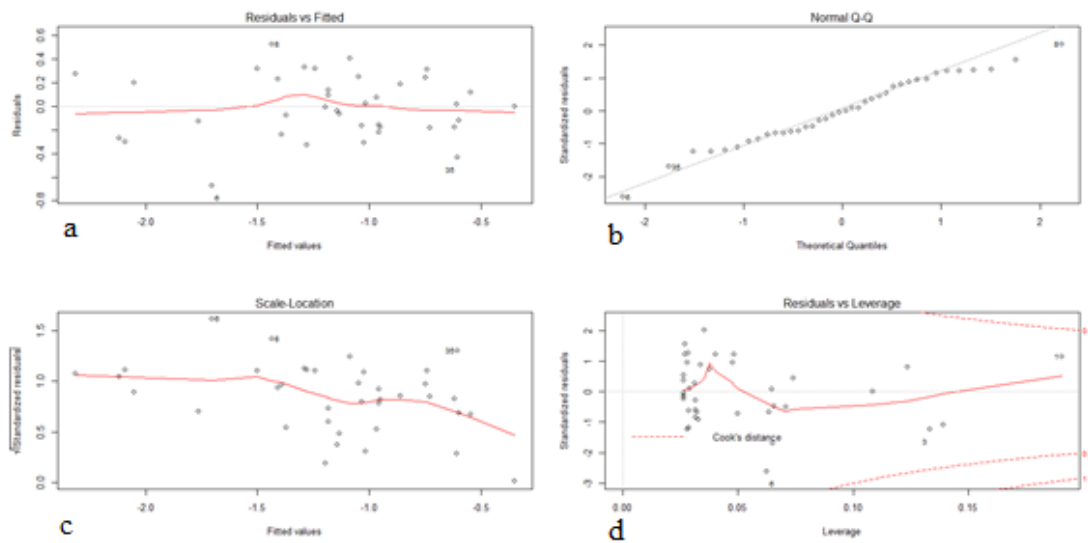 Residuals vs Fitted
Residuals
0.6
0.4
0.2
0.0
-0.4
-0.8
-2.0
-1.5
-1.0
-0.5
Fitted values
a
Normal Q-Q
Standardized residuals
2
1
0
-1
-2
-2
-1
0
1
2
Theoretical Quantiles
b
Scale-Location
√|Standardized residuals|
1.5
1.0
0.5
0.0
-2.0
-1.5
-1.0
-0.5
Fitted values
c
Residuals vs Leverage
Standardized residuals
2
1
0
-1
-2
-3
Cook's distance
0.00
0.05
0.10
0.15
Leverage
d